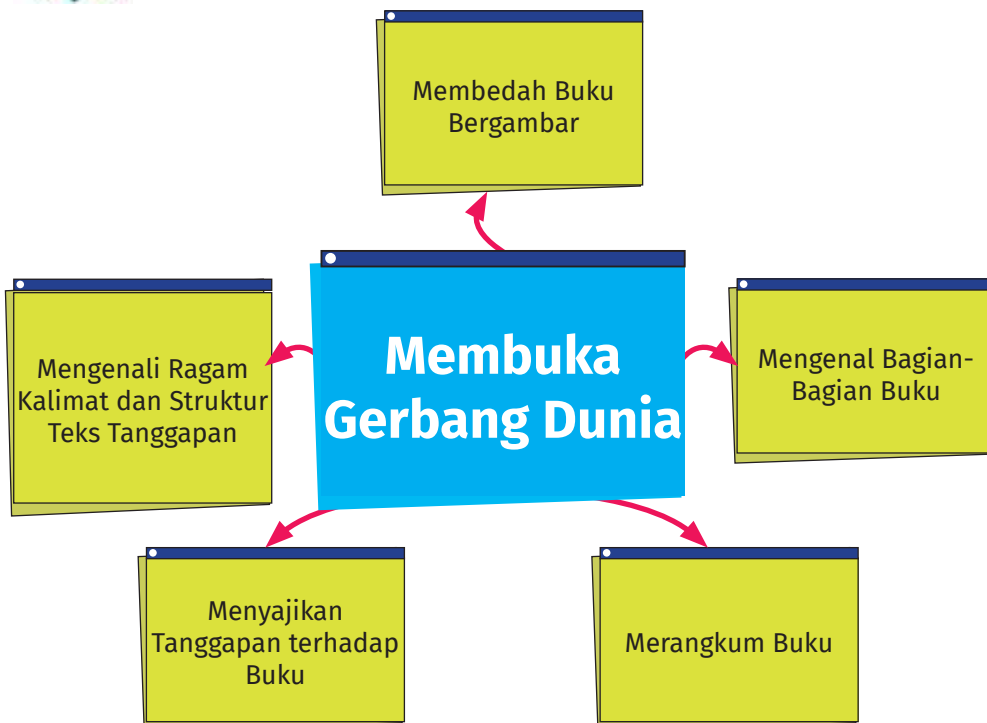 Membedah Buku
Bergambar
Membuka
Gerbang Dunia
Mengenali Ragam
Kalimat dan Struktur
Teks Tanggapan
Mengenal Bagian-
Bagian Buku
Menyajikan
Tanggapan terhadap
Buku
Merangkum Buku